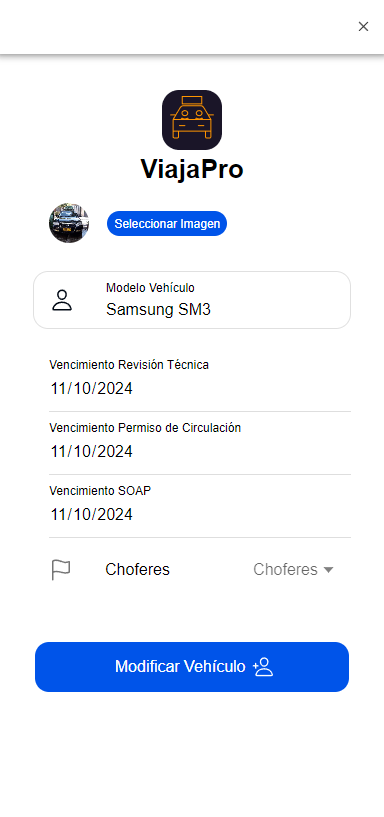 ViajaPro
Seleccionar Imagen
Modelo Vehículo
Samsung SM3
Vencimiento Revisión Técnica
11/10/2024
Vencimiento Permiso de Circulación
11/10/2024
Vencimiento SOAP
11/10/2024
Choferes Choferes
Modificar Vehículo